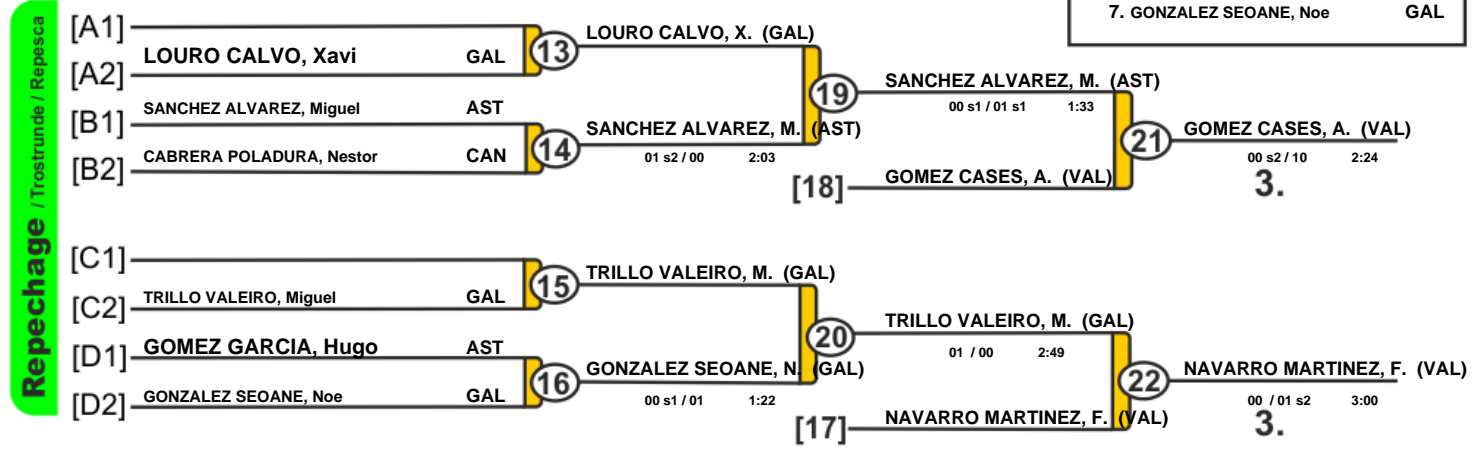 7. GONZALEZ SEOANE, Noe GAL
Repechage / Trostrunde / Repesca
[A1]
LOURO CALVO, Xavi GAL
[A2]
13
LOURO CALVO, X. (GAL)
SANCHEZ ALVAREZ, Miguel AST
[B1]
CABRERA POLADURA, Nestor CAN
[B2]
14
SANCHEZ ALVAREZ, M. (AST)
01 s2 / 00 2:03
19
SANCHEZ ALVAREZ, M. (AST)
00 s1 / 01 s1 1:33
[18]
GOMEZ CASES, A. (VAL)
21
GOMEZ CASES, A. (VAL)
00 s2 / 10 2:24
3.
[C1]
TRILLO VALEIRO, Miguel GAL
[C2]
15
TRILLO VALEIRO, M. (GAL)
[D1]
GOMEZ GARCIA, Hugo AST
GONZALEZ SEOANE, Noe GAL
[D2]
16
GONZALEZ SEOANE, N. (GAL)
00 s1 / 01 1:22
20
TRILLO VALEIRO, M. (GAL)
01 / 00 2:49
[17]
NAVARRO MARTINEZ, F. (VAL)
22
NAVARRO MARTINEZ, F. (VAL)
00 / 01 s2 3:00
3.